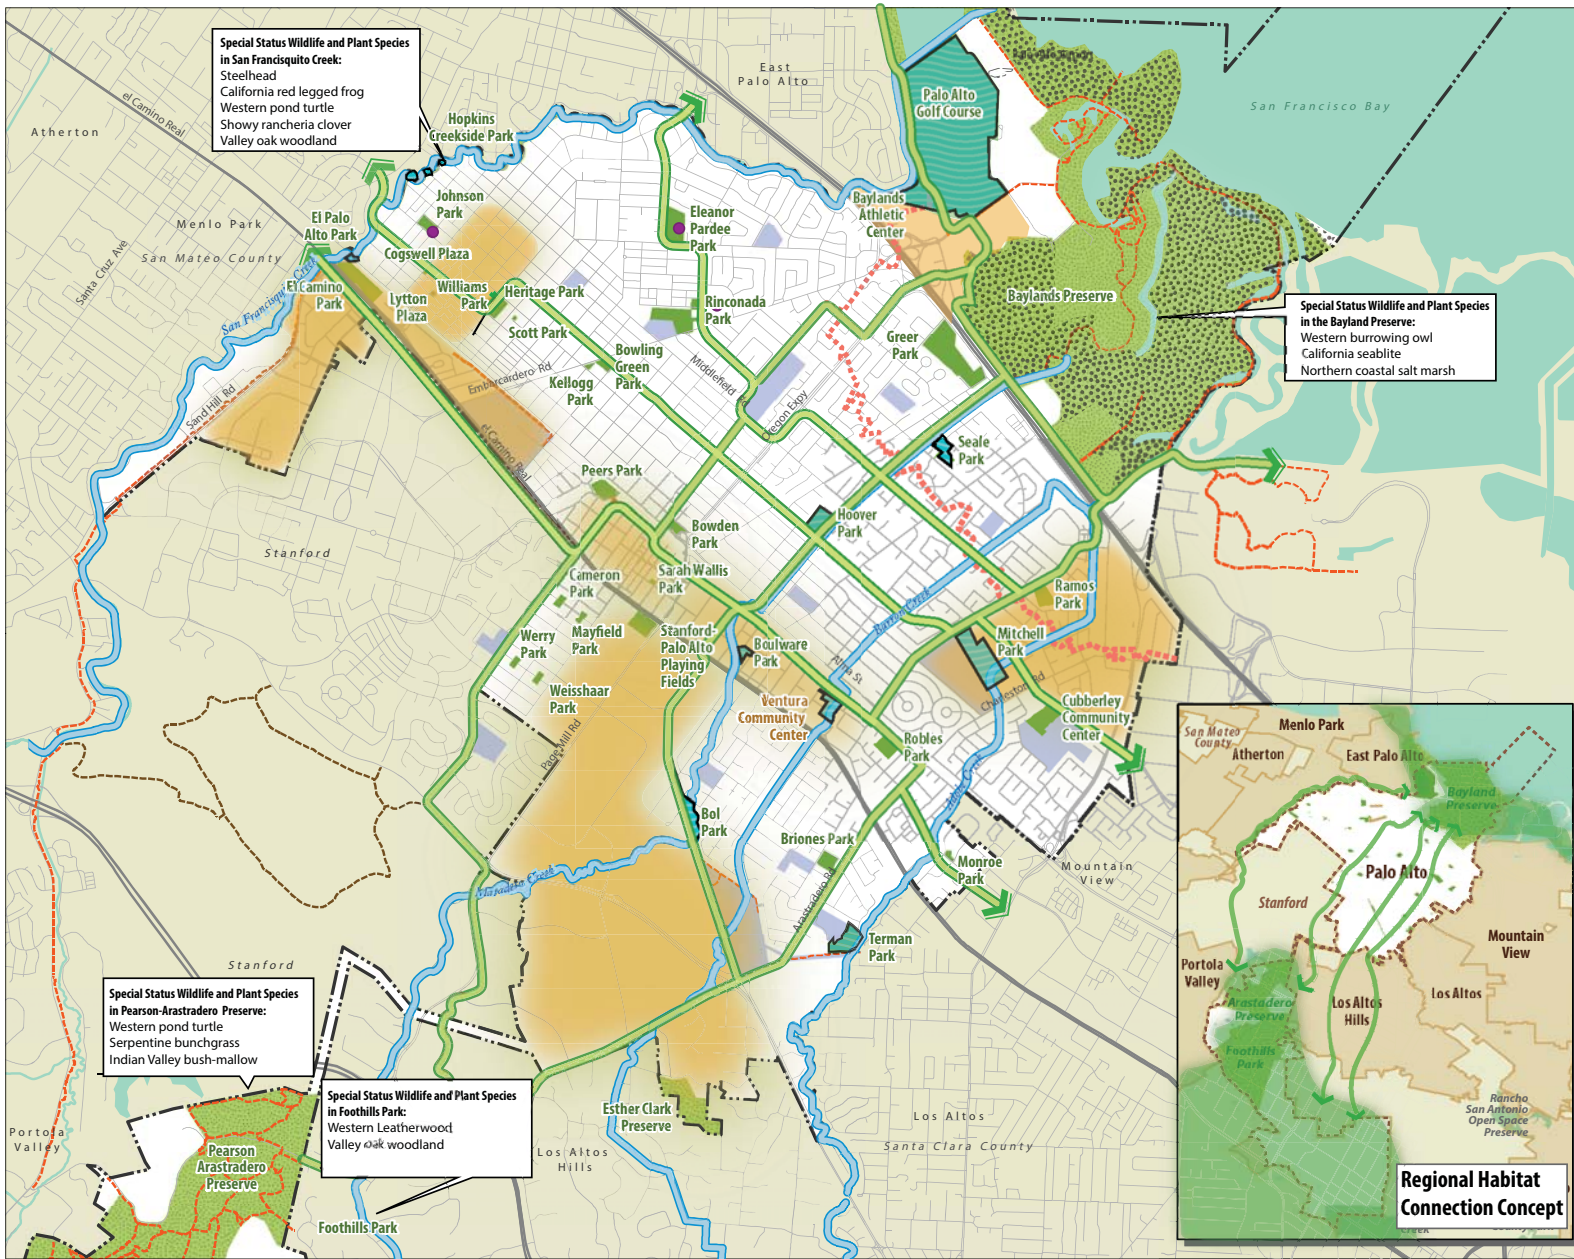 Special Status Wildlife and Plant Species
in San Francisquito Creek:
Steelhead
California red legged frog
Western pond turtle
Showy rancheria clover
Valley oak woodland
East
Palo Alto
Palo Alto
Golf Course
San Francisco Bay
el Camino Real
Atherton
Hopkins
Creekside Park
Menlo Park
San Mateo County
Santa Cruz Ave
El Palo
Alto Park
Johnson
Park
Cogswell Plaza
Eleanor
Pardee
Park
Baylands
Athletic
Center
San Francisquito Creek
El Camino
Park
Lytton
Plaza
Williams
Park
Heritage Park
Scott Park
Rinconada
Park
Baylands Preserve
Special Status Wildlife and Plant Species
in the Bayland Preserve:
Western burrowing owl
California seablite
Northern coastal salt marsh
Greer
Park
Bowling
Green
Park
Kellogg
Park
Embarcadero Rd
Middlefield Rd
Oregon Expy
Sand Hill Rd
el Camino Real
Seale
Park
Peers Park
Hoover
Park
Bowden
Park
Stanford
Cameron
Park
Sarah Wallis
Park
Ramos
Park
Barron Creek
Werry
Park
Mayfield
Park
Stanford-
Palo Alto
Playing
Fields
Boulware
Park
Mitchell
Park
Alma St.
Weisshaar
Park
Charleston Rd
Ventura
Community
Center
Cubberley
Community
Center
Page Mill Rd
Robles
Park
Adobe Creek
Bol
Park
Briones Park
Monroe
Park
Mountain
View
Matadero Creek
Arastradero Rd
Terman
Park
Stanford
Special Status Wildlife and Plant Species
in Pearson-Arastradero Preserve:
Western pond turtle
Serpentine bunchgrass
Indian Valley bush-mallow
Special Status Wildlife and Plant Species
in Foothills Park:
Western Leatherwood
Valley oak woodland
Esther Clark
Preserve
Los Altos
Santa Clara County
Portola
Valley
Pearson
Arastradero
Preserve
Los Altos
Hills
Foothills Park
San Mateo
County
Menlo Park
Atherton
East Palo Alto
Bayland
Preserve
Palo Alto
Stanford
Mountain
View
Portola
Valley
Arastradero
Preserve
Los Altos
Hills
Los Altos
Foothills
Park
Rancho
San Antonio
Open Space
Preserve
Regional Habitat
Connection Concept